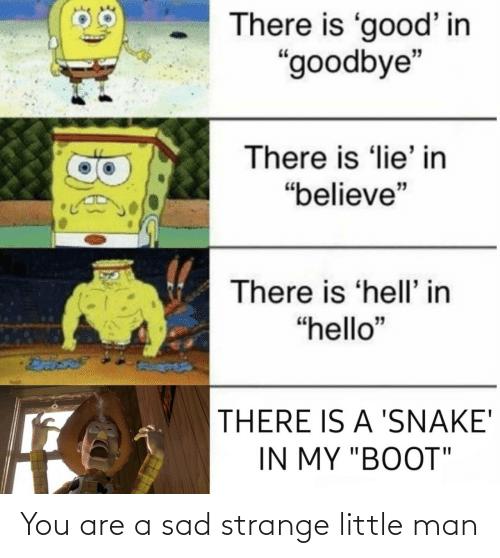 There is ‘good’ in
“goodbye”
There is ‘lie’ in
“believe”
There is ‘hell’ in
“hello”
THERE IS A 'SNAKE'
IN MY "BOOT"
You are a sad strange little man